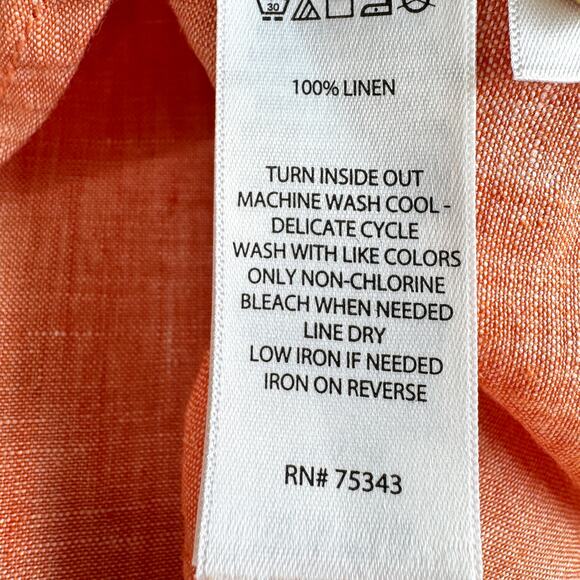 30
100% LINEN
TURN INSIDE OUT
MACHINE WASH COOL -
DELICATE CYCLE
WASH WITH LIKE COLORS
ONLY NON-CHLORINE
BLEACH WHEN NEEDED
LINE DRY
LOW IRON IF NEEDED
IRON ON REVERSE
RN# 75343